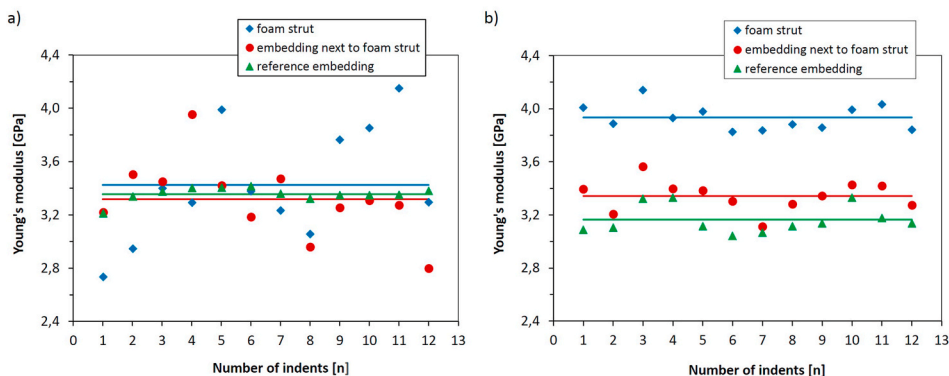 a)
foam strut
embedding next to foam strut
reference embedding
4,4
4,0
3,6
3,2
2,8
2,4
Young's modulus [GPa]
0 1 2 3 4 5 6 7 8 9 10 11 12 13
Number of indents [n]
b)
foam strut
embedding next to foam strut
reference embedding
4,4
4,0
3,6
3,2
2,8
2,4
Young's modulus [GPa]
0 1 2 3 4 5 6 7 8 9 10 11 12 13
Number of indents [n]